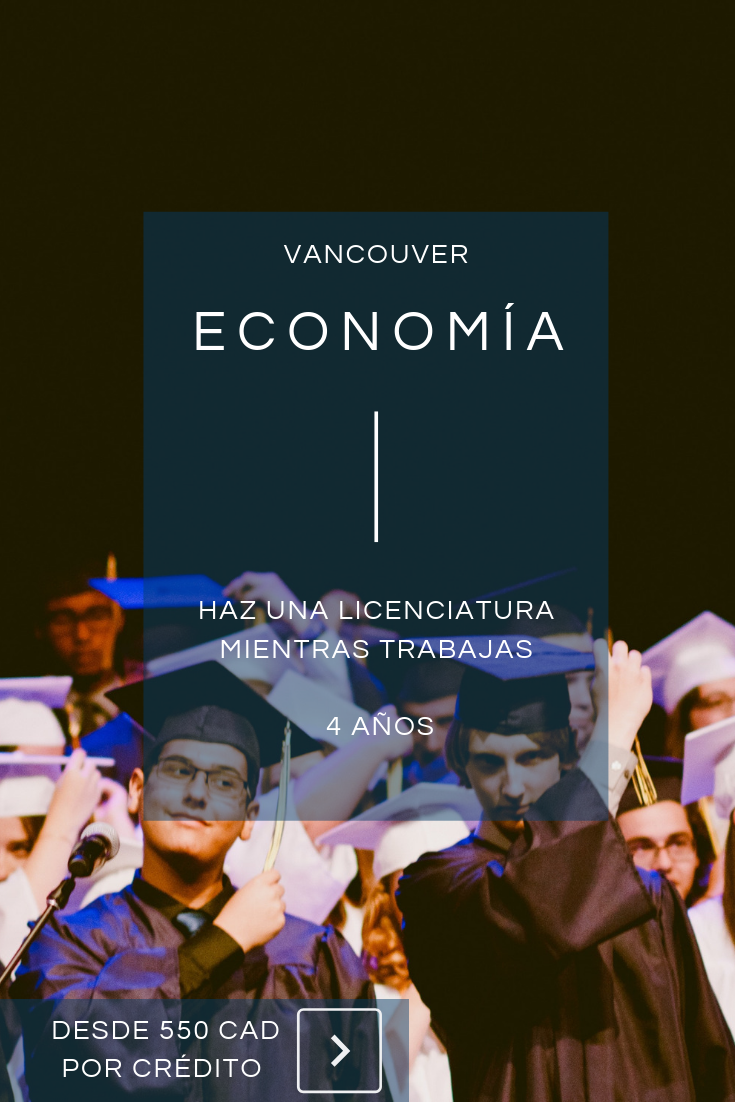 VANCOUVER
ECONOMÍA
HAZ UNA LICENCIATURA
MIENTRAS TRABAJAS
4 AÑOS
DESDE 550 CAD
POR CRÉDITO